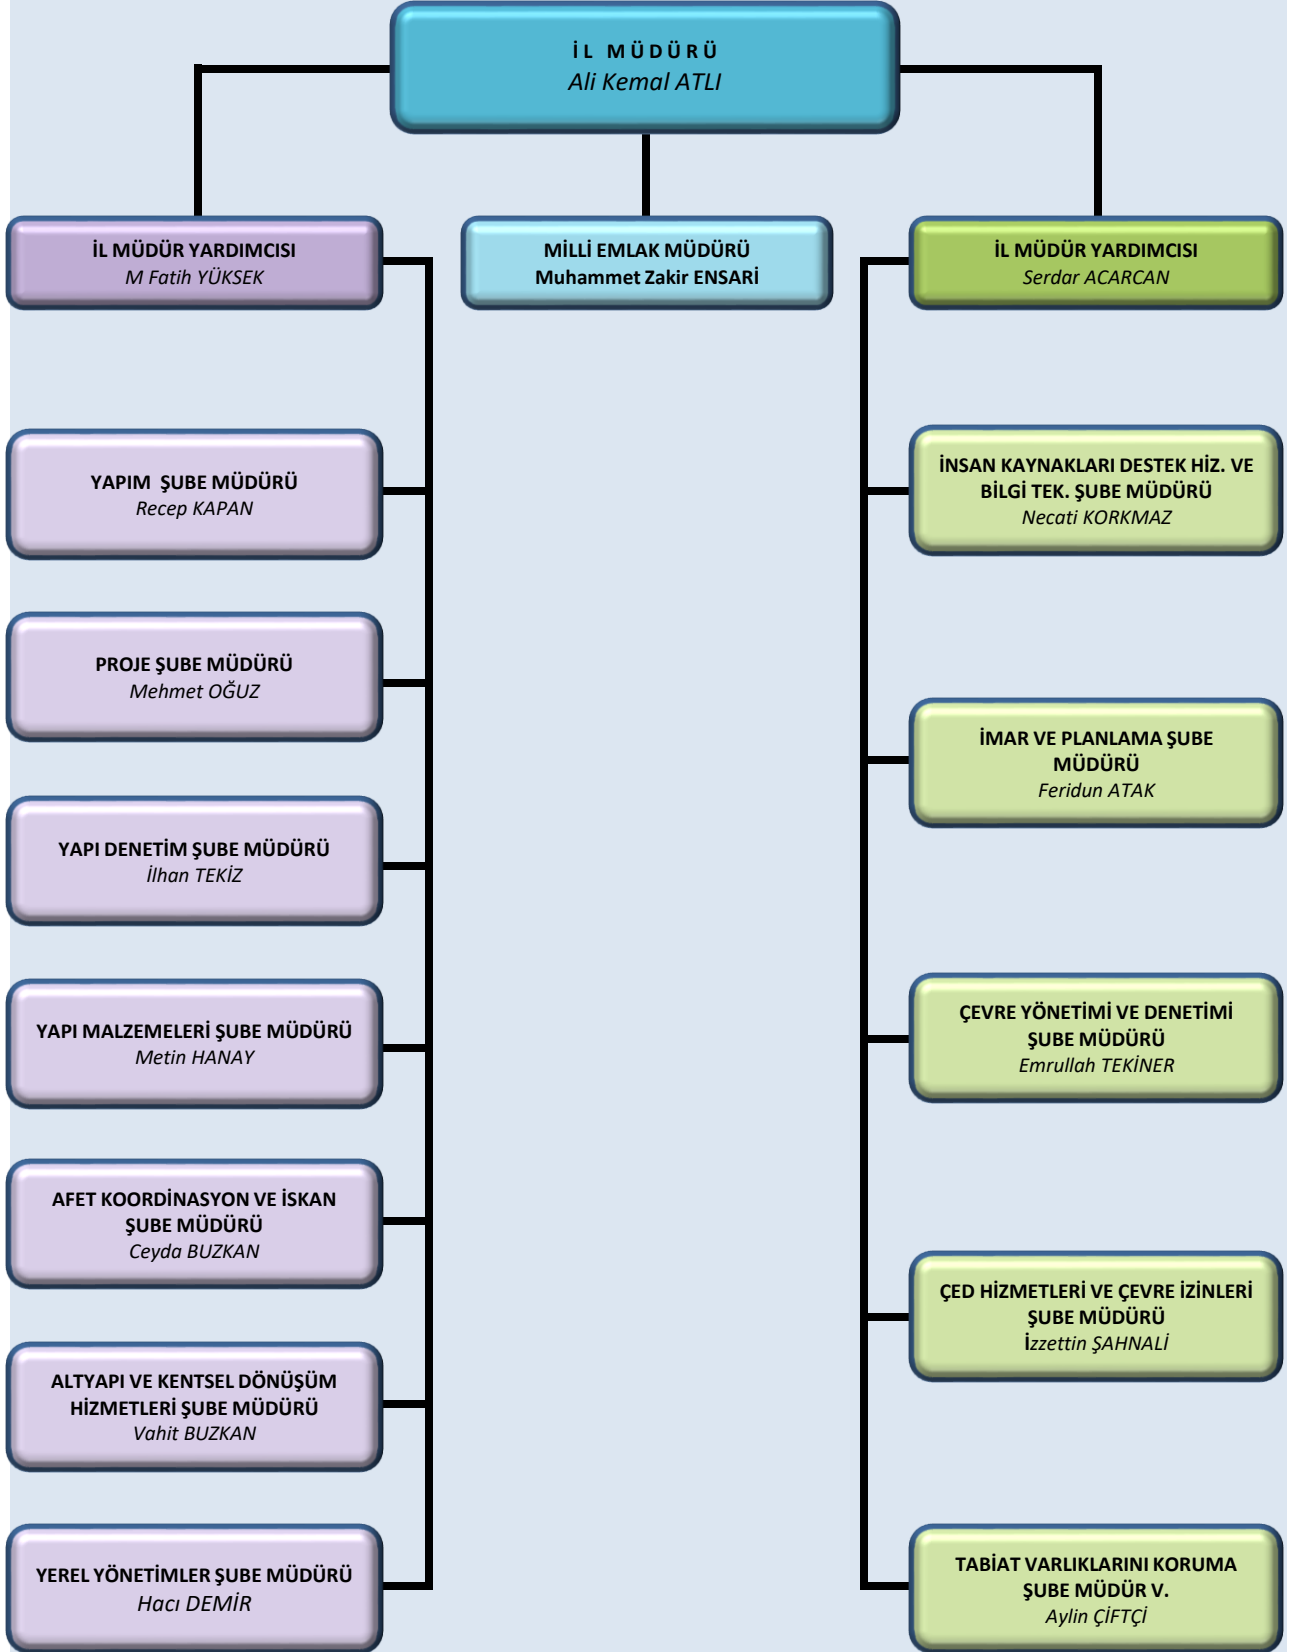 İL MÜDÜRÜ
Ali Kemal ATLI
İL MÜDÜR YARDIMCISI
M Fatih YÜKSEK
MİLLİ EMLAK MÜDÜRÜ
Muhammet Zakir ENSARİ
İL MÜDÜR YARDIMCISI
Serdar ACARCAN
YAPIM ŞUBE MÜDÜRÜ
Recep KAPAN
PROJE ŞUBE MÜDÜRÜ
Mehmet OĞUZ
YAPI DENETİM ŞUBE MÜDÜRÜ
İlhan TEKİZ
YAPI MALZEMELERİ ŞUBE MÜDÜRÜ
Metin HANAY
AFET KOORDİNASYON VE İSKAN
ŞUBE MÜDÜRÜ
Ceyda BUZKAN
ALTYAPI VE KENTSEL DÖNÜŞÜM
HİZMETLERİ ŞUBE MÜDÜRÜ
Vahit BUZKAN
YEREL YÖNETİMLER ŞUBE MÜDÜRÜ
Hacı DEMİR
İNSAN KAYNAKLARI DESTEK HİZ. VE
BİLGİ TEK. ŞUBE MÜDÜRÜ
Necati KORKMAZ
İMAR VE PLANLAMA ŞUBE
MÜDÜRÜ
Feridun ATAK
ÇEVRE YÖNETİMİ VE DENETİMİ
ŞUBE MÜDÜRÜ
Emrullah TEKİNER
ÇED HİZMETLERİ VE ÇEVRE İZİNLERİ
ŞUBE MÜDÜRÜ
İzzettin ŞAHNALİ
TABİAT VARLIKLARINI KORUMA
ŞUBE MÜDÜR V.
Aylin ÇİFTÇİ